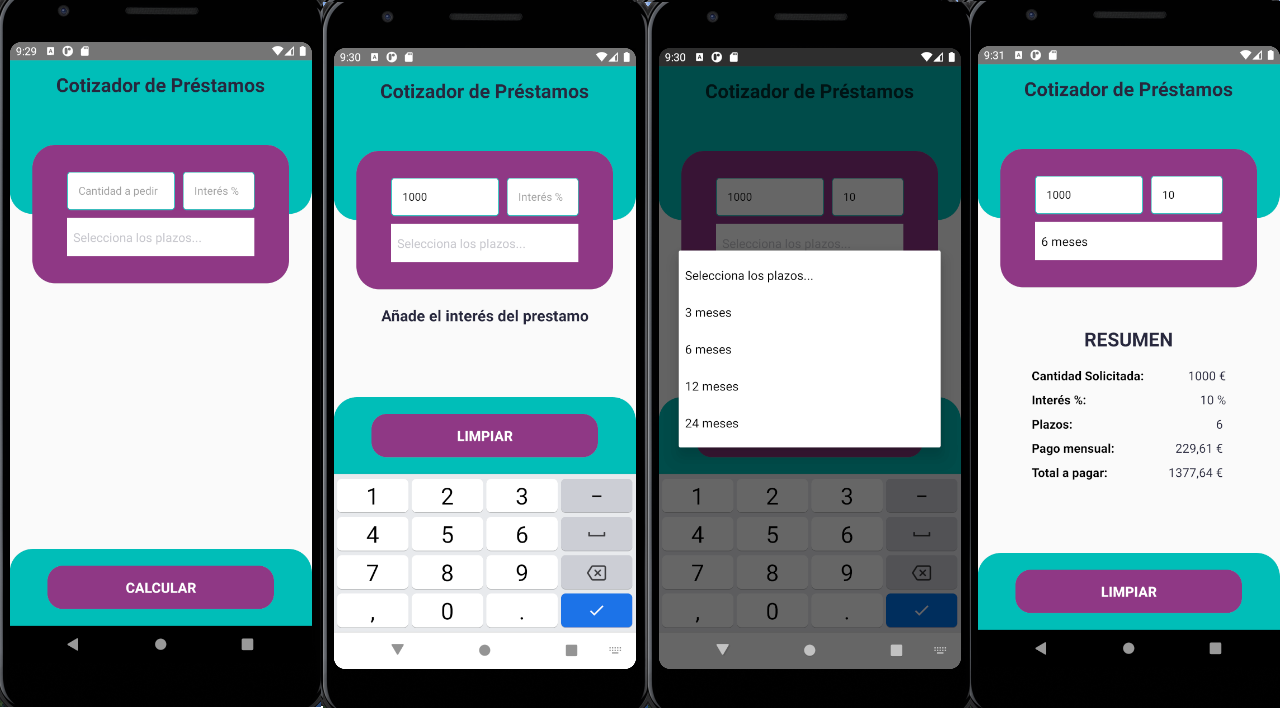 9:29
Cotizador de Préstamos
Cantidad a pedir
Interés %
Selecciona los plazos...
CALCULAR
9:30
Cotizador de Préstamos
1000
Interés %
Selecciona los plazos...
Añade el interés del prestamo
LIMPIAR
1 2 3 –
4 5 6
7 8 9
, 0 .
9:30
Cotizador de Préstamos
1000
10
Selecciona los plazos...
Selecciona los plazos...
3 meses
6 meses
12 meses
24 meses
1 2 3 –
4 5 6
7 8 9
, 0 .
9:31
Cotizador de Préstamos
1000
10
6 meses
RESUMEN
Cantidad Solicitada: 1000 €
Interés %: 10 %
Plazos: 6
Pago mensual: 229,61 €
Total a pagar: 1377,64 €
LIMPIAR